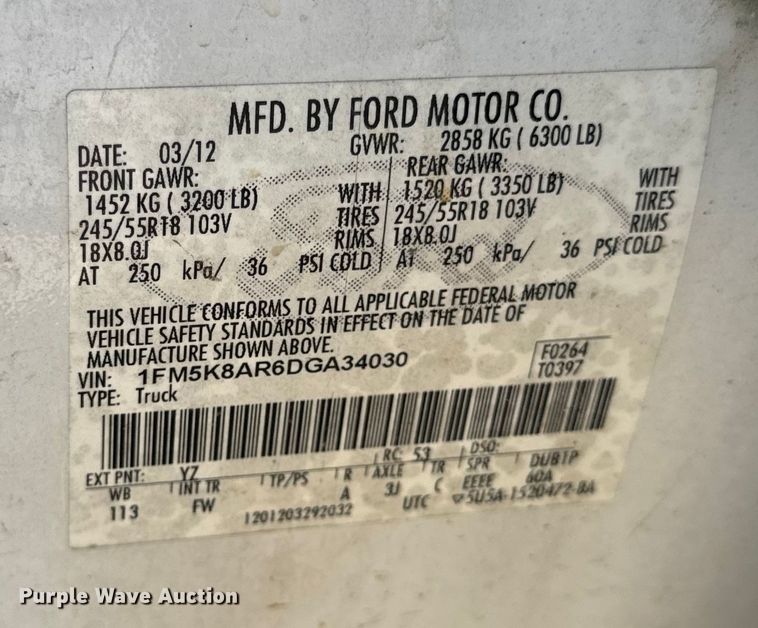 MFD. BY FORD MOTOR CO.
DATE: 03/12 GVWR: 2858 KG ( 6300 LB)
FRONT GAWR: REAR GAWR:
1452 KG ( 3200 LB) WITH 1520 KG ( 3350 LB) WITH
245/55R18 103V TIRES 245/55R18 103V TIRES
18X8.0J RIMS 18X8.0J RIMS
AT 250 kPa/ 36 PSI COLD AT 250 kPa/ 36 PSI COLD
THIS VEHICLE CONFORMS TO ALL APPLICABLE FEDERAL MOTOR
VEHICLE SAFETY STANDARDS IN EFFECT ON THE DATE OF
MANUFACTURE SHOWN ABOVE.
VIN: 1FM5K8AR6DGA34030 F0264
TYPE: Truck T0397
EXT PNT: YZ RC: 53 DSO:
WB INT TR TP/PS R AXLE TR SPR DUB1P
113 FW A 3J C EEEE 60A
1201203292032 UTC 5U5A-1520472-BA
Purple Wave Auction